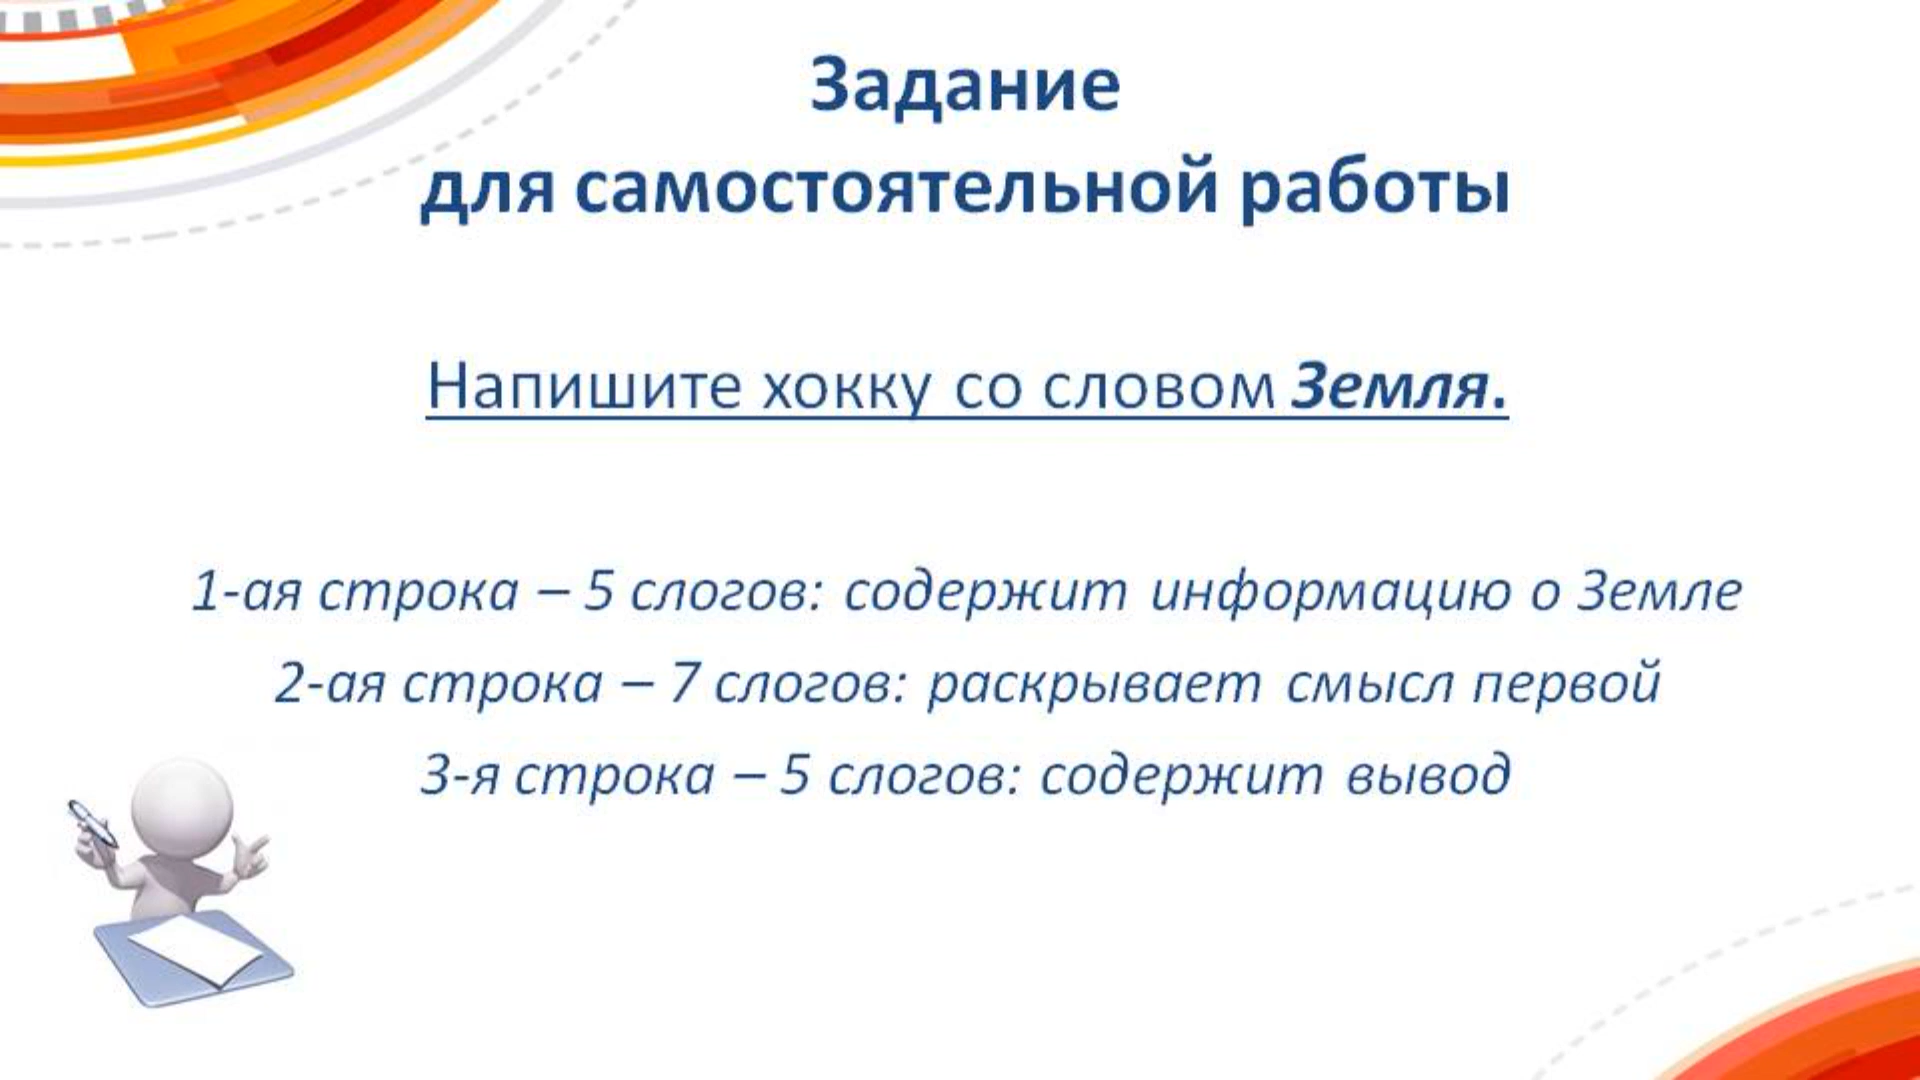 Задание
для самостоятельной работы
Напишите хокку со словом Земля.
1-ая строка – 5 слогов: содержит информацию о Земле
2-ая строка – 7 слогов: раскрывает смысл первой
3-я строка – 5 слогов: содержит вывод